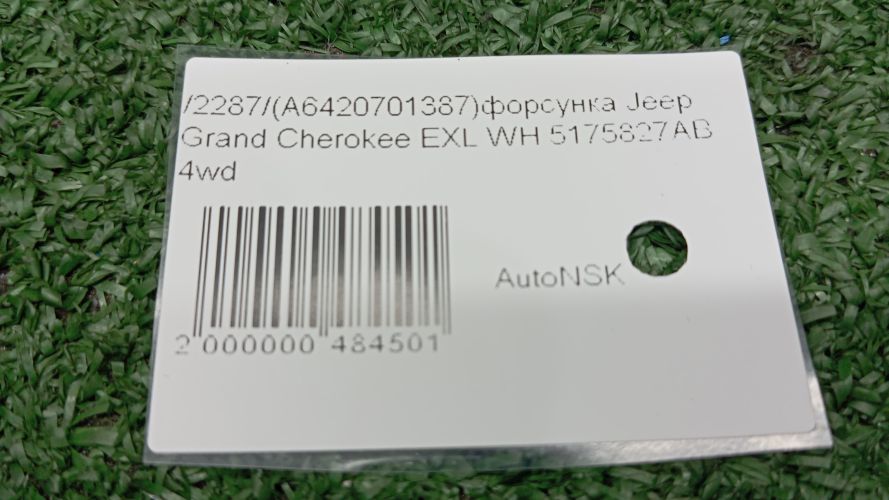 /2287/(A6420701387)форсунка Jeep
Grand Cherokee EXL WH 5175827AB
4wd
AutoNSK
2 000000 484501